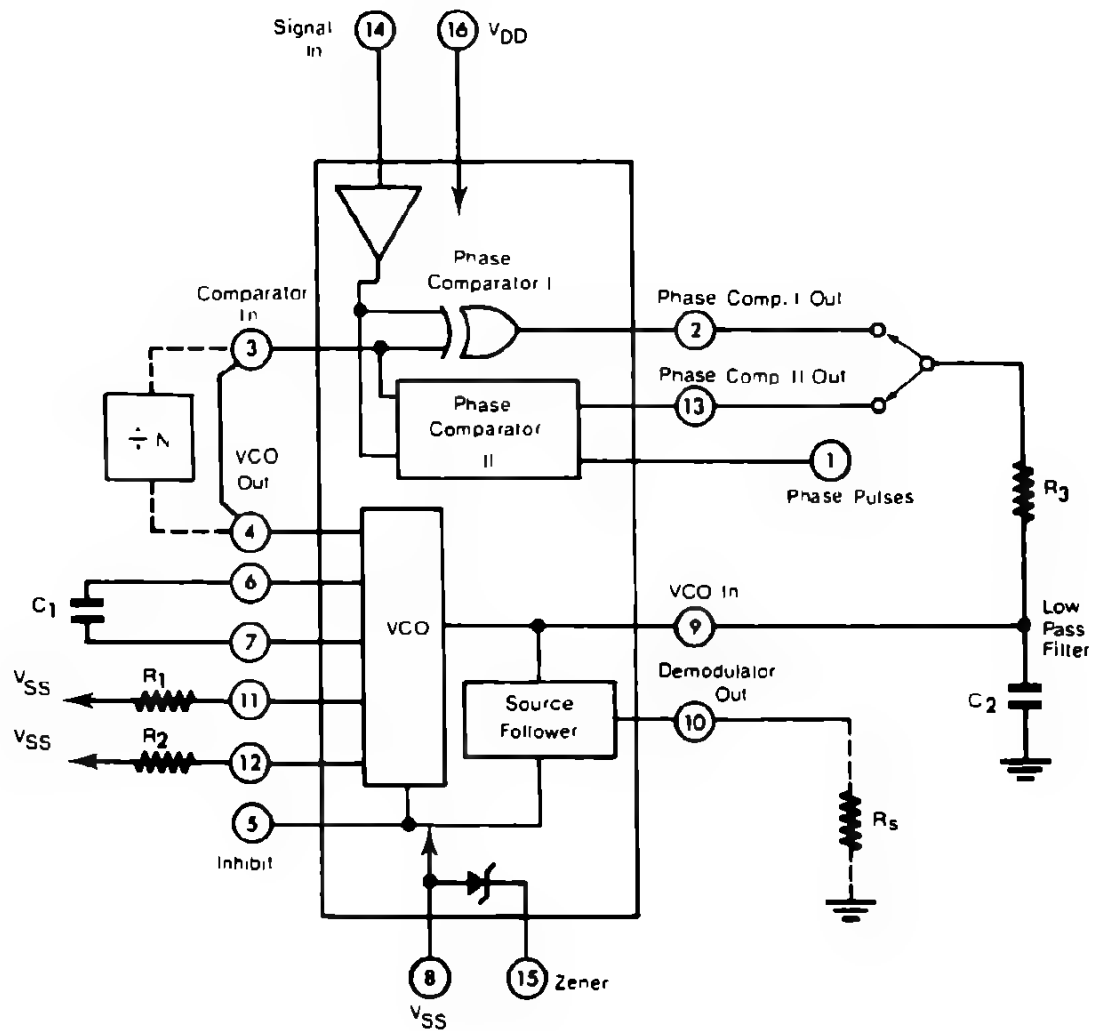 Signal
In
14
16
VDD
Phase
Comparator I
Comparator
In
3
Phase Comp. I Out
2
÷ N
Phase
Comparator
II
Phase Comp II Out
13
1
Phase Pulses
R3
VCO
Out
4
6
C1
7
VCO
VCO In
9
Low
Pass
Filter
VSS
R1
11
Demodulator
Out
Source
Follower
10
C2
VSS
R2
12
5
Inhibit
Rs
8
VSS
15
Zener